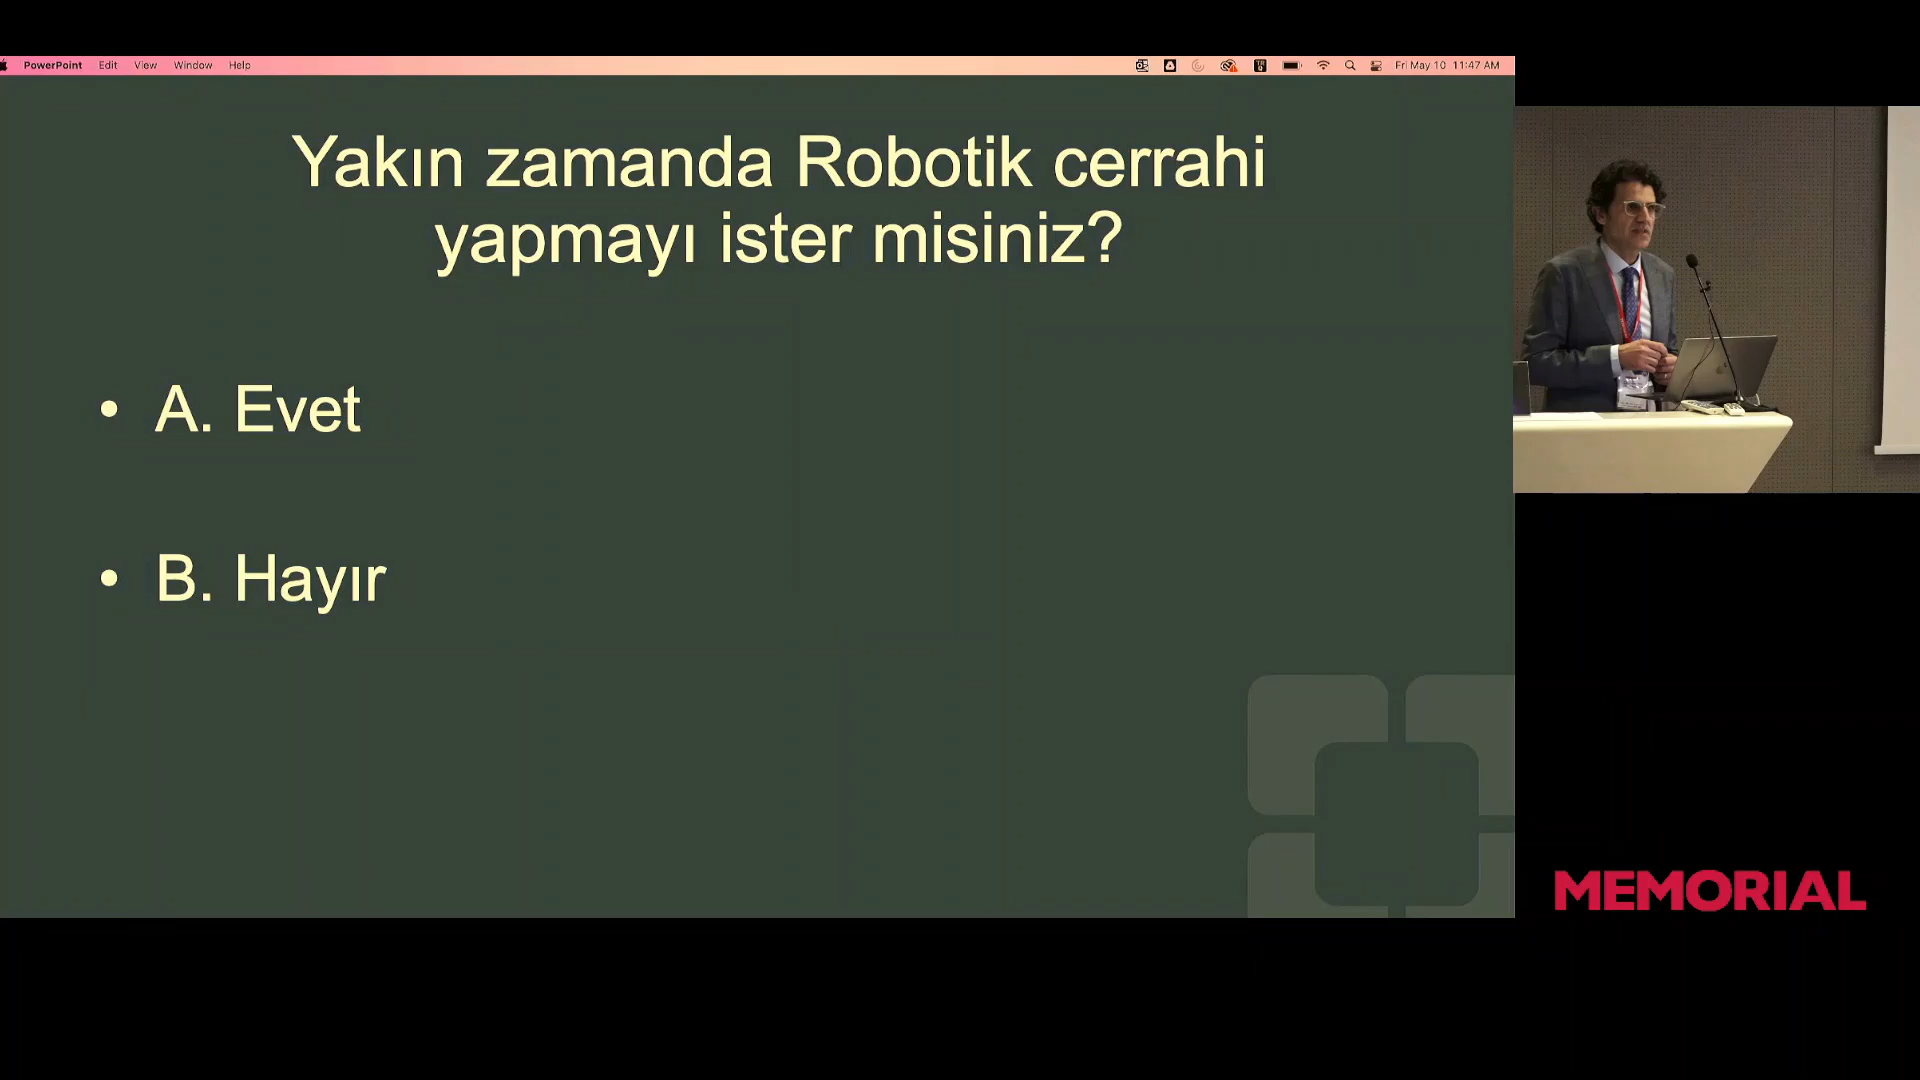 PowerPoint Edit View Window Help
Fri May 10 11:47 AM
Yakın zamanda Robotik cerrahi
yapmayı ister misiniz?
• A. Evet
• B. Hayır
MEMORIAL